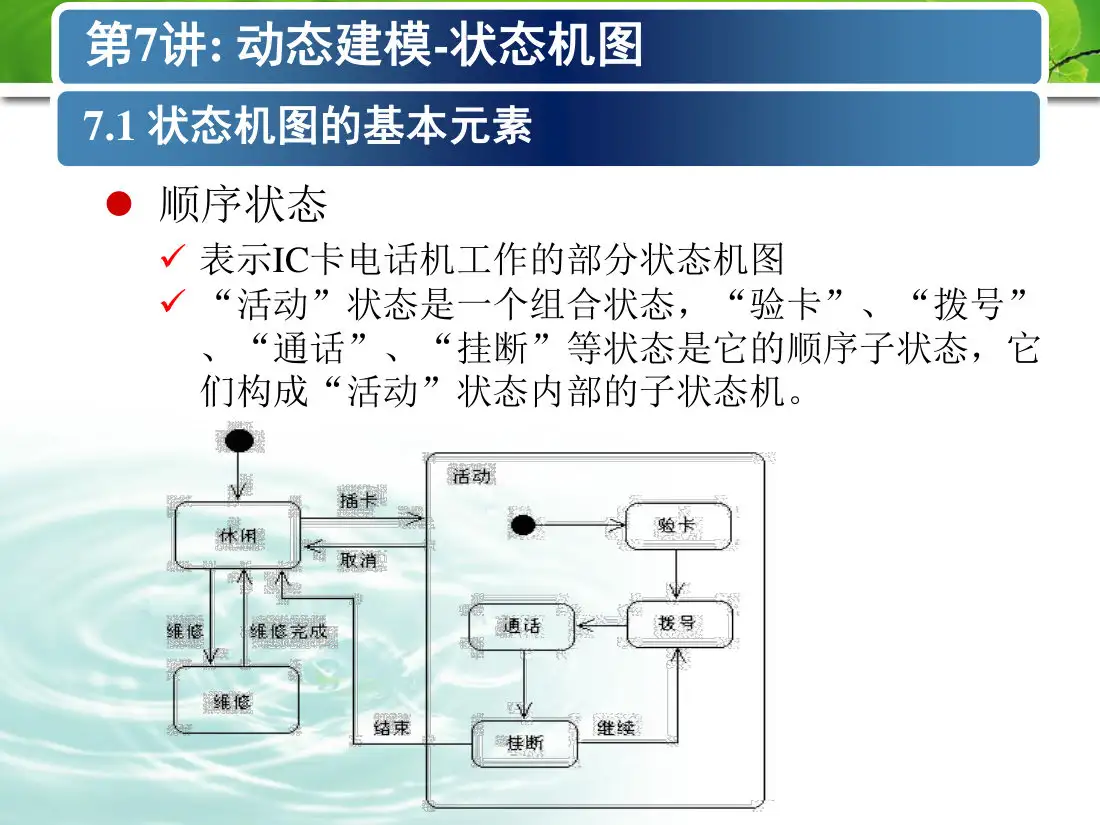 第7讲: 动态建模-状态机图
7.1 状态机图的基本元素
顺序状态
表示IC卡电话机工作的部分状态机图
“活动”状态是一个组合状态，“验卡”、“拨号”
、“通话”、“挂断”等状态是它的顺序子状态，它
们构成“活动”状态内部的子状态机。
活动
插卡
验卡
休闲
取消
通话
拨号
维修
维修完成
维修
结束
挂断
继续